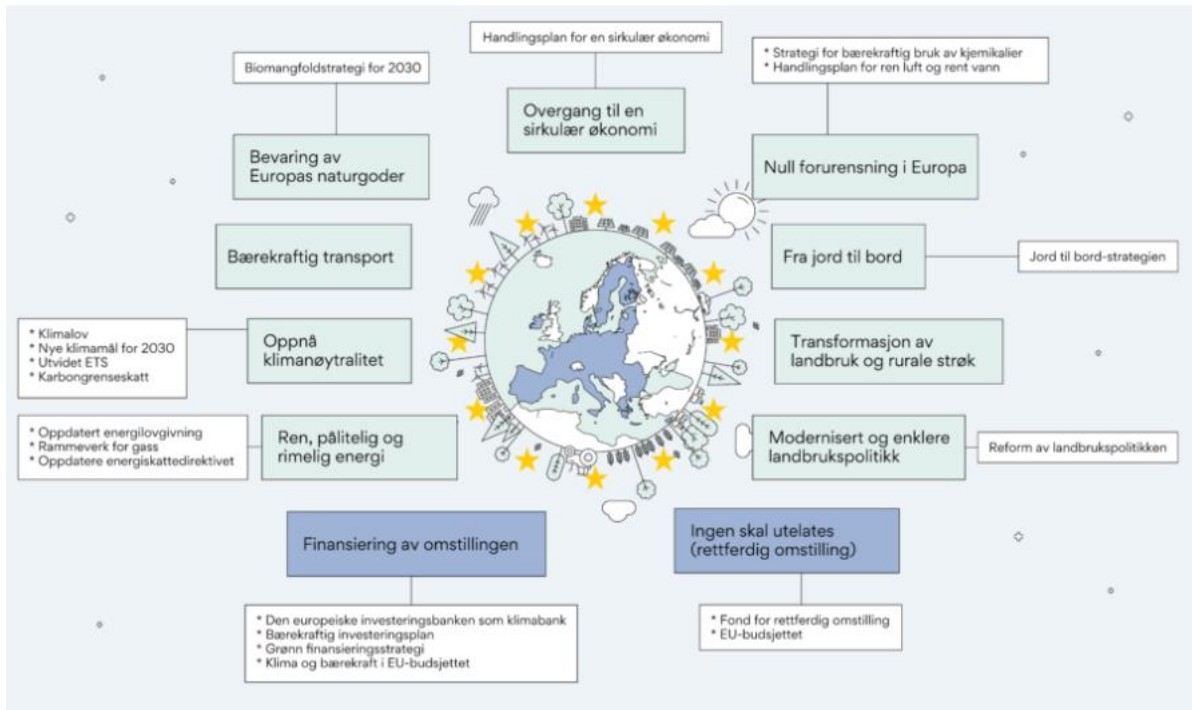 Handlingsplan for en sirkulær økonomi
Overgang til en
sirkulær økonomi
* Strategi for bærekraftig bruk av kjemikalier
* Handlingsplan for ren luft og rent vann
Null forurensning i Europa
Biomangfoldstrategi for 2030
Bevaring av
Europas naturgoder
Bærekraftig transport
Fra jord til bord
Jord til bord-strategien
* Klimalov
* Nye klimamål for 2030
* Utvidet ETS
* Karbongrenseskatt
Oppnå
klimanøytralitet
Transformasjon av
landbruk og rurale strøk
* Oppdatert energilovgivning
* Rammeverk for gass
* Oppdatere energiskattedirektivet
Ren, pålitelig og
rimelig energi
Modernisert og enklere
landbrukspolitikk
Reform av landbrukspolitikken
Finansiering av omstillingen
* Den europeiske investeringsbanken som klimabank
* Bærekraftig investeringsplan
* Grønn finansieringsstrategi
* Klima og bærekraft i EU-budsjettet
Ingen skal utelates
(rettferdig omstilling)
* Fond for rettferdig omstilling
* EU-budsjettet